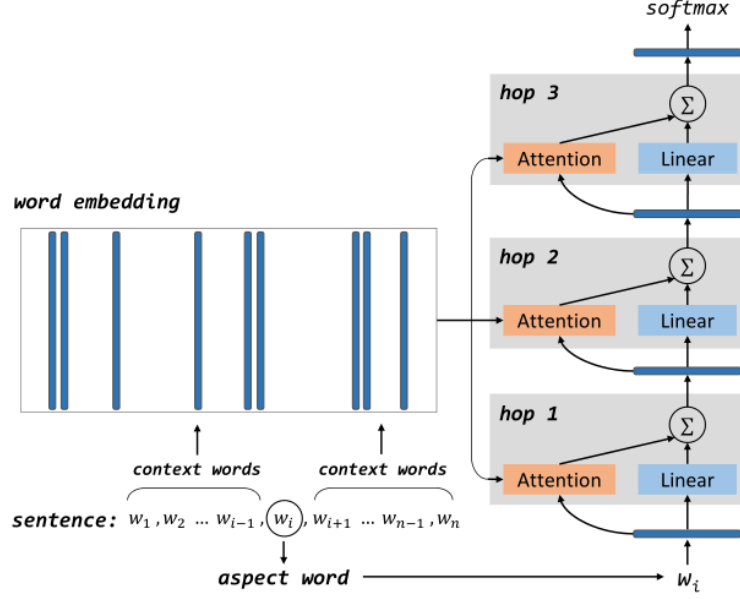 softmax
hop 3
Σ
Attention
Linear
word embedding
hop 2
Σ
Attention
Linear
hop 1
Σ
context words
context words
Attention
Linear
sentence: w₁ , w₂ … wᵢ₋₁ , wᵢ , wᵢ₊₁ … wₙ₋₁ , wₙ
aspect word
wᵢ